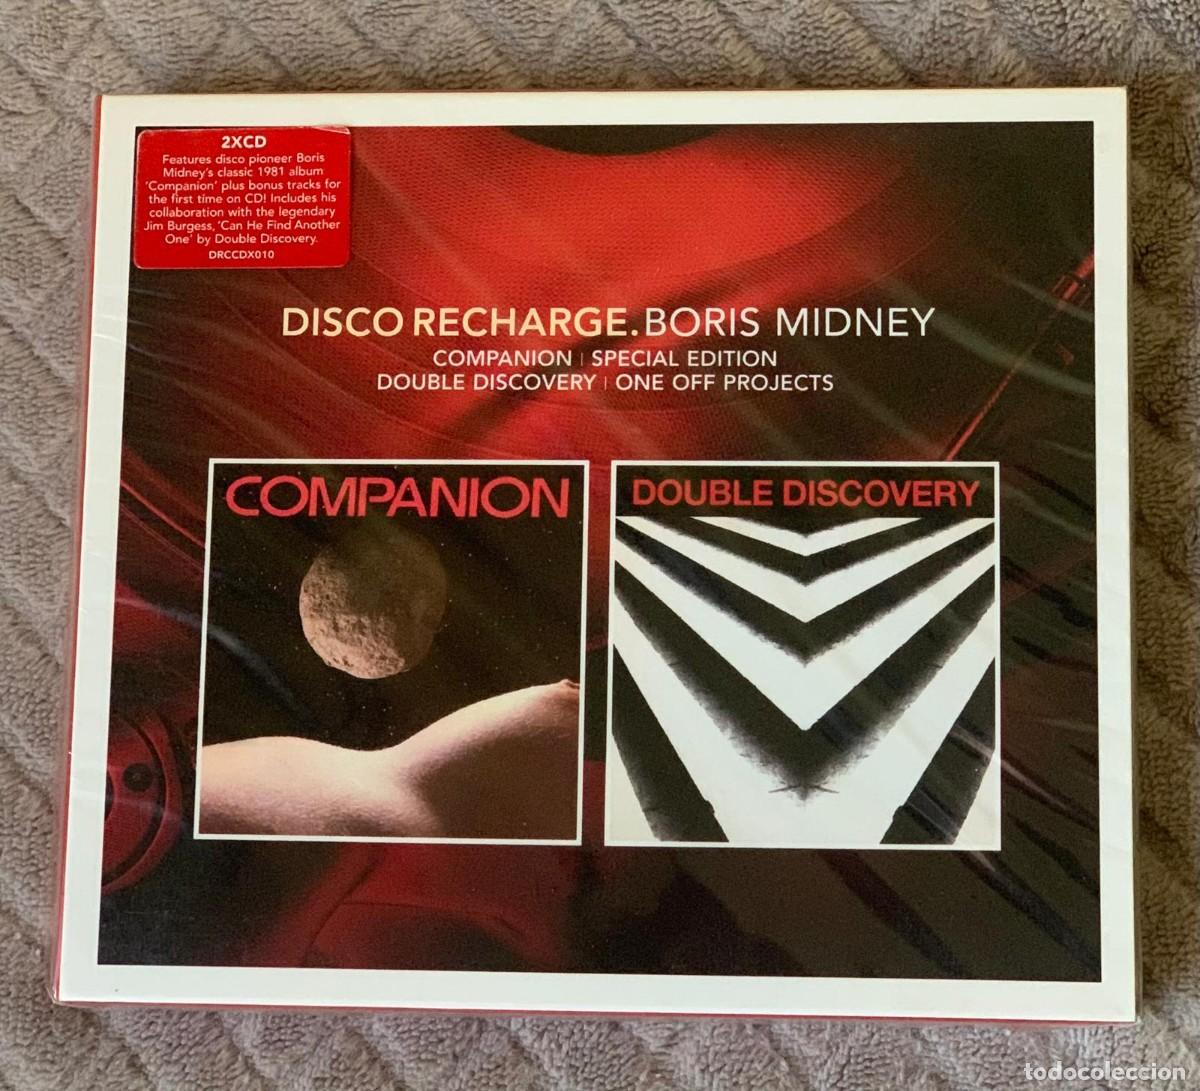 2XCD
Features disco pioneer Boris
Midney's classic 1981 album
'Companion' plus bonus tracks for
the first time on CD! Includes his
collaboration with the legendary
Jim Burgess, 'Can He Find Another
One' by Double Discovery.
DRCCDX010
DISCO RECHARGE. BORIS MIDNEY
COMPANION | SPECIAL EDITION
DOUBLE DISCOVERY | ONE OFF PROJECTS
COMPANION
DOUBLE DISCOVERY
todocoleccion